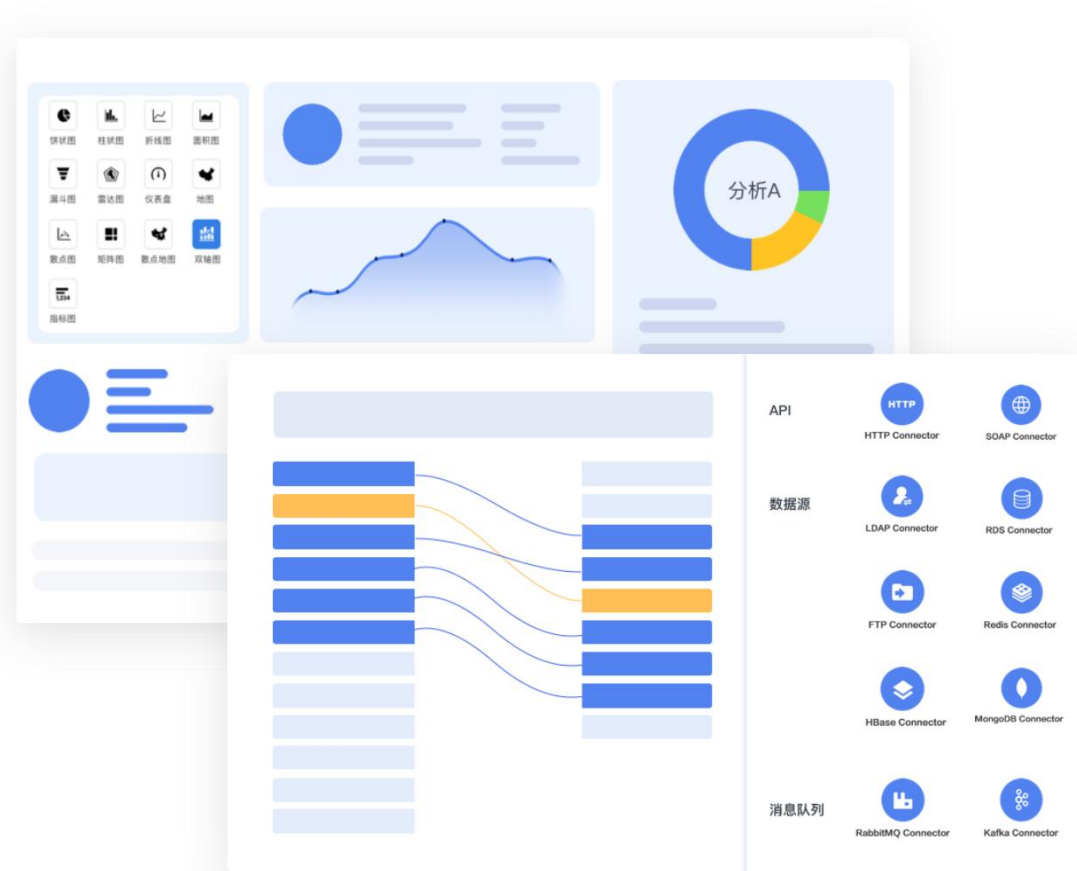 饼状图 柱状图 折线图 面积图
漏斗图 雷达图 仪表盘 地图
散点图 矩阵图 散点地图 双轴图
1,234
指标图
分析A
API
HTTP
HTTP Connector
SOAP Connector
数据源
LDAP Connector
RDS Connector
FTP Connector
Redis Connector
HBase Connector
MongoDB Connector
消息队列
RabbitMQ Connector
Kafka Connector